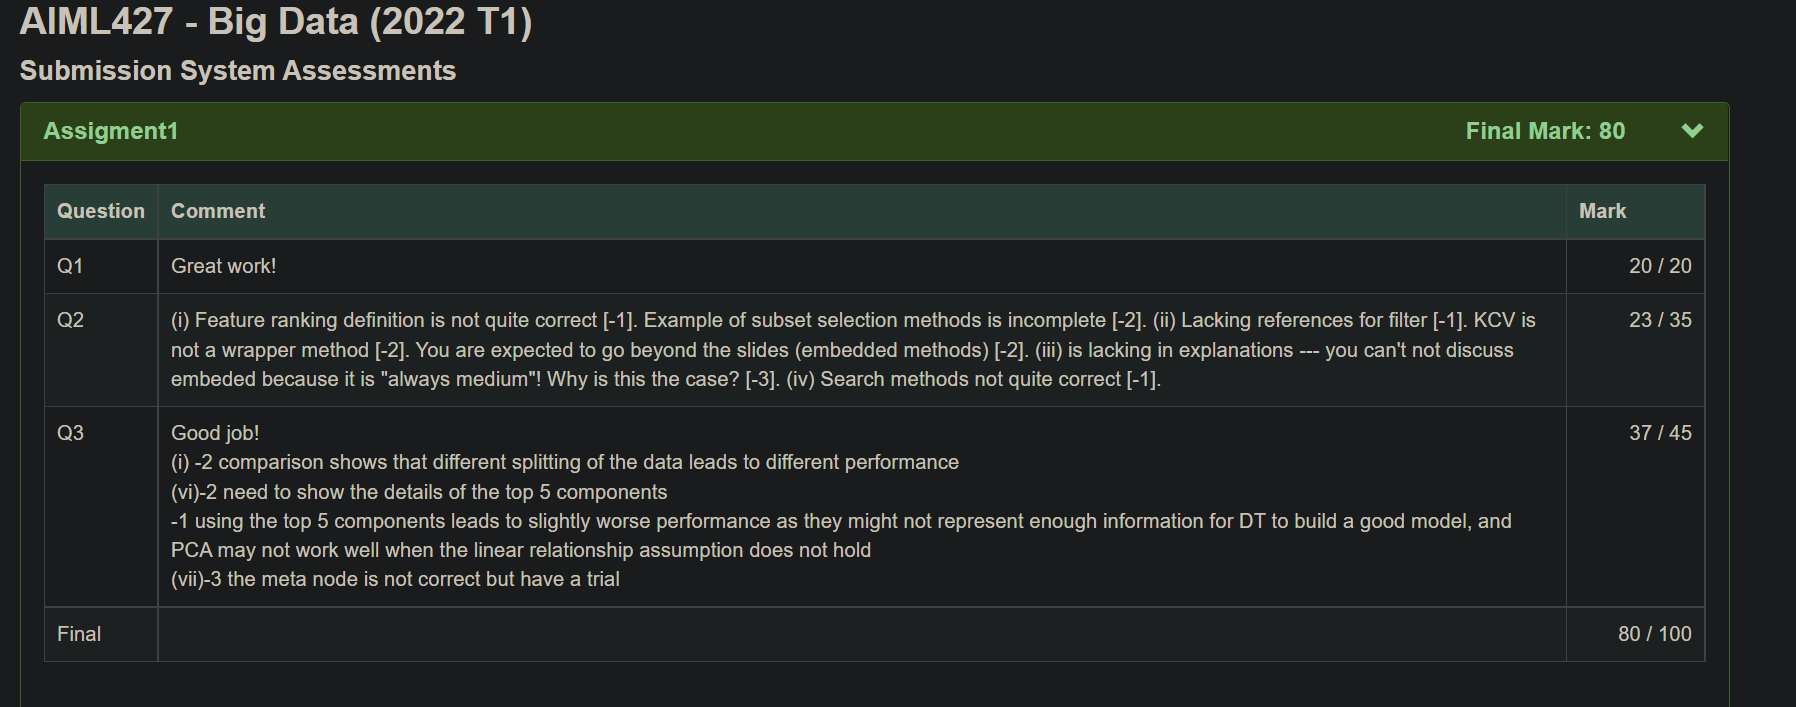 AIML427 - Big Data (2022 T1)
Submission System Assessments
Assigment1 Final Mark: 80
Question Comment Mark
Q1 Great work! 20 / 20
Q2 (i) Feature ranking definition is not quite correct [-1]. Example of subset selection methods is incomplete [-2]. (ii) Lacking references for filter [-1]. KCV is 23 / 35
not a wrapper method [-2]. You are expected to go beyond the slides (embedded methods) [-2]. (iii) is lacking in explanations --- you can't not discuss
embeded because it is "always medium"! Why is this the case? [-3]. (iv) Search methods not quite correct [-1].
Q3 Good job! 37 / 45
(i) -2 comparison shows that different splitting of the data leads to different performance
(vi)-2 need to show the details of the top 5 components
-1 using the top 5 components leads to slightly worse performance as they might not represent enough information for DT to build a good model, and
PCA may not work well when the linear relationship assumption does not hold
(vii)-3 the meta node is not correct but have a trial
Final 80 / 100